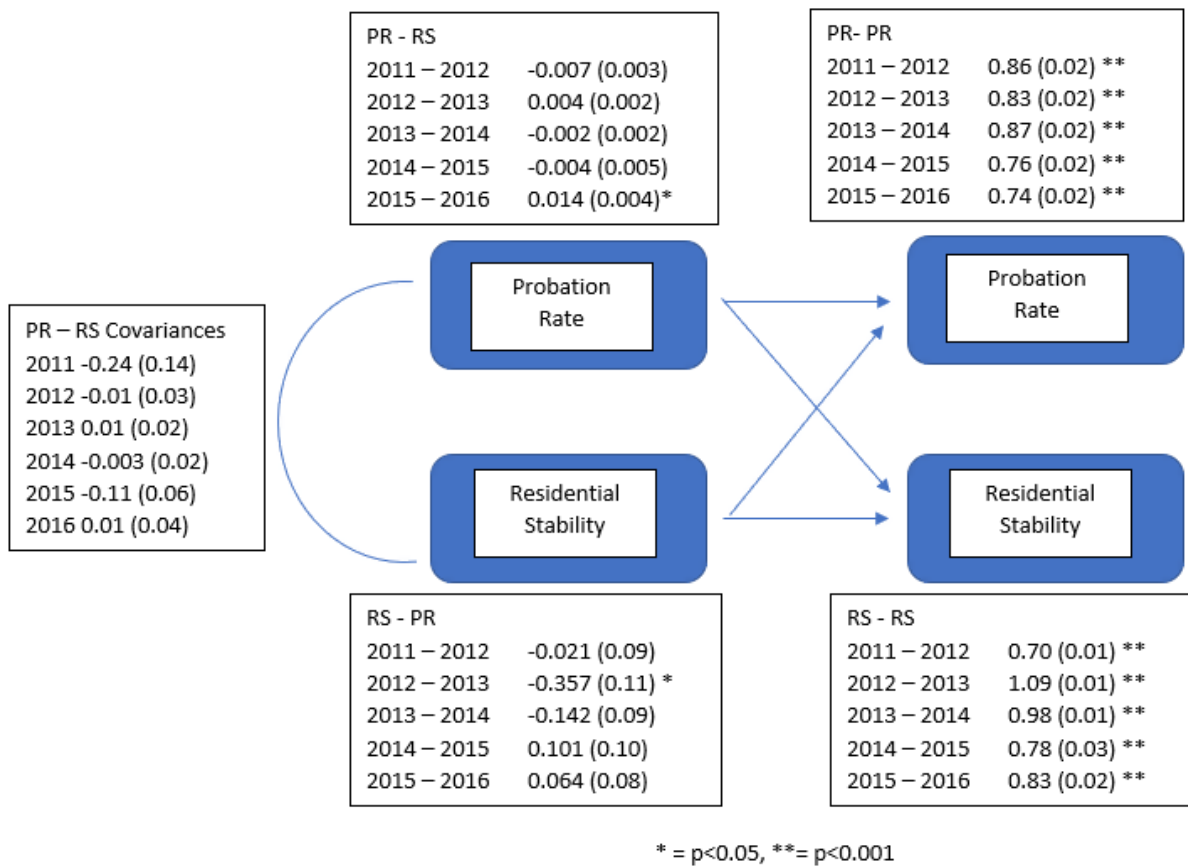 PR - RS
2011 – 2012 -0.007 (0.003)
2012 – 2013 0.004 (0.002)
2013 – 2014 -0.002 (0.002)
2014 – 2015 -0.004 (0.005)
2015 – 2016 0.014 (0.004)*
PR- PR
2011 – 2012 0.86 (0.02) **
2012 – 2013 0.83 (0.02) **
2013 – 2014 0.87 (0.02) **
2014 – 2015 0.76 (0.02) **
2015 – 2016 0.74 (0.02) **
Probation
Rate
Probation
Rate
PR – RS Covariances
2011 -0.24 (0.14)
2012 -0.01 (0.03)
2013 0.01 (0.02)
2014 -0.003 (0.02)
2015 -0.11 (0.06)
2016 0.01 (0.04)
Residential
Stability
Residential
Stability
RS - PR
2011 – 2012 -0.021 (0.09)
2012 – 2013 -0.357 (0.11) *
2013 – 2014 -0.142 (0.09)
2014 – 2015 0.101 (0.10)
2015 – 2016 0.064 (0.08)
RS - RS
2011 – 2012 0.70 (0.01) **
2012 – 2013 1.09 (0.01) **
2013 – 2014 0.98 (0.01) **
2014 – 2015 0.78 (0.03) **
2015 – 2016 0.83 (0.02) **
* = p<0.05, **= p<0.001